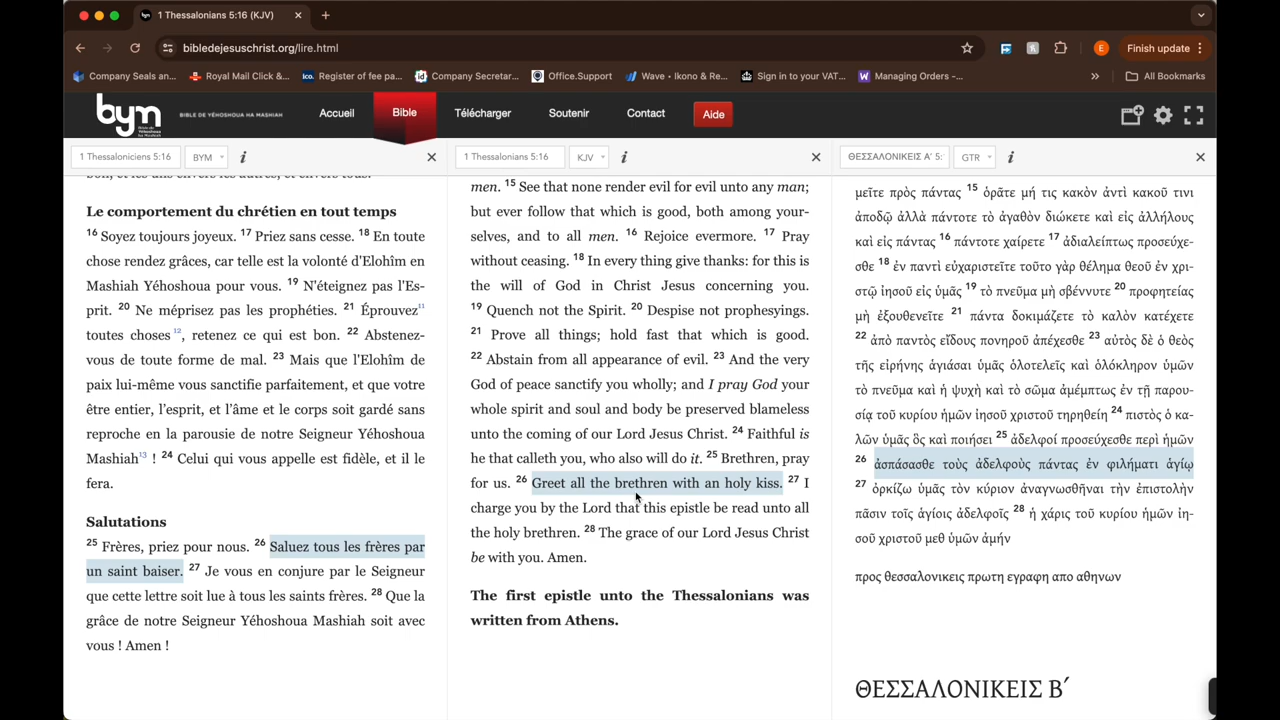 1 Thessalonians 5:16 (KJV)
bibledejesuschrist.org/lire.html
Finish update
Company Seals an...
Royal Mail Click &...
ico. Register of fee pa...
Company Secretar...
Office.Support
Wave • Ikono & Re...
Sign in to your VAT...
Managing Orders –...
All Bookmarks
bym
BIBLE DE YÉHOSHOUA HA MASHIAH
Accueil
Bible
Télécharger
Soutenir
Contact
Aide
1 Thessaloniciens 5:16
BYM
i
bon, et les uns envers les autres, et envers tous.
Le comportement du chrétien en tout temps
16 Soyez toujours joyeux. 17 Priez sans cesse. 18 En toute
chose rendez grâces, car telle est la volonté d'Elohîm en
Mashiah Yéhoshoua pour vous. 19 N'éteignez pas l'Es-
prit. 20 Ne méprisez pas les prophéties. 21 Éprouvez11
toutes choses 12, retenez ce qui est bon. 22 Abstenez-
vous de toute forme de mal. 23 Mais que l'Elohîm de
paix lui-même vous sanctifie parfaitement, et que votre
être entier, l'esprit, et l'âme et le corps soit gardé sans
reproche en la parousie de notre Seigneur Yéhoshoua
Mashiah13 ! 24 Celui qui vous appelle est fidèle, et il le
fera.
Salutations
25 Frères, priez pour nous. 26 Saluez tous les frères par
un saint baiser. 27 Je vous en conjure par le Seigneur
que cette lettre soit lue à tous les saints frères. 28 Que la
grâce de notre Seigneur Yéhoshoua Mashiah soit avec
vous ! Amen !
1 Thessalonians 5:16
KJV
i
men. 15 See that none render evil for evil unto any man;
but ever follow that which is good, both among your-
selves, and to all men. 16 Rejoice evermore. 17 Pray
without ceasing. 18 In every thing give thanks: for this is
the will of God in Christ Jesus concerning you.
19 Quench not the Spirit. 20 Despise not prophesyings.
21 Prove all things; hold fast that which is good.
22 Abstain from all appearance of evil. 23 And the very
God of peace sanctify you wholly; and I pray God your
whole spirit and soul and body be preserved blameless
unto the coming of our Lord Jesus Christ. 24 Faithful is
he that calleth you, who also will do it. 25 Brethren, pray
for us. 26 Greet all the brethren with an holy kiss. 27 I
charge you by the Lord that this epistle be read unto all
the holy brethren. 28 The grace of our Lord Jesus Christ
be with you. Amen.
The first epistle unto the Thessalonians was
written from Athens.
ΘΕΣΣΑΛΟΝΙΚΕΙΣ Α´ 5:
GTR
i
μεῖτε πρὸς πάντας 15 ὁρᾶτε μή τις κακὸν ἀντὶ κακοῦ τινι
ἀποδῷ ἀλλὰ πάντοτε τὸ ἀγαθὸν διώκετε καὶ εἰς ἀλλήλους
καὶ εἰς πάντας 16 πάντοτε χαίρετε 17 ἀδιαλείπτως προσεύχε-
σθε 18 ἐν παντὶ εὐχαριστεῖτε τοῦτο γὰρ θέλημα θεοῦ ἐν χρι-
στῷ ἰησοῦ εἰς ὑμᾶς 19 τὸ πνεῦμα μὴ σβέννυτε 20 προφητείας
μὴ ἐξουθενεῖτε 21 πάντα δοκιμάζετε τὸ καλὸν κατέχετε
22 ἀπὸ παντὸς εἴδους πονηροῦ ἀπέχεσθε 23 αὐτὸς δὲ ὁ θεὸς
τῆς εἰρήνης ἁγιάσαι ὑμᾶς ὁλοτελεῖς καὶ ὁλόκληρον ὑμῶν
τὸ πνεῦμα καὶ ἡ ψυχὴ καὶ τὸ σῶμα ἀμέμπτως ἐν τῇ παρου-
σίᾳ τοῦ κυρίου ἡμῶν ἰησοῦ χριστοῦ τηρηθείη 24 πιστὸς ὁ κα-
λῶν ὑμᾶς ὃς καὶ ποιήσει 25 ἀδελφοί προσεύχεσθε περὶ ἡμῶν
26 ἀσπάσασθε τοὺς ἀδελφοὺς πάντας ἐν φιλήματι ἁγίῳ
27 ὁρκίζω ὑμᾶς τὸν κύριον ἀναγνωσθῆναι τὴν ἐπιστολὴν
πᾶσιν τοῖς ἁγίοις ἀδελφοῖς 28 ἡ χάρις τοῦ κυρίου ἡμῶν ἰη-
σοῦ χριστοῦ μεθ ὑμῶν ἀμήν
προς θεσσαλονικεις πρωτη εγραφη απο αθηνων
ΘΕΣΣΑΛΟΝΙΚΕΙΣ Β´